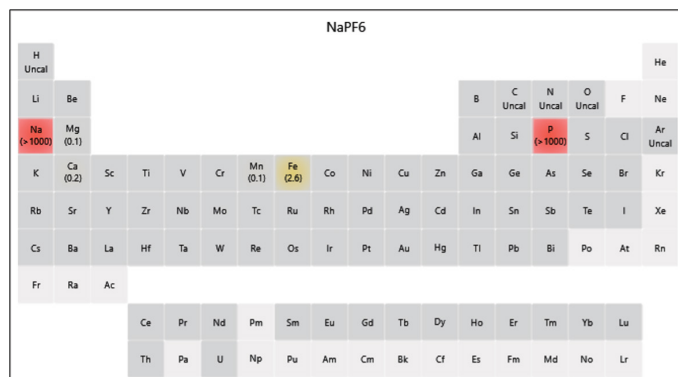 NaPF6
H He
Uncal
Li Be B C N O F Ne
Uncal Uncal Uncal
Na Mg Al Si P S Cl Ar
(>1000) (0.1) (>1000) Uncal
K Ca Sc Ti V Cr Mn Fe Co Ni Cu Zn Ga Ge As Se Br Kr
(0.2) (0.1) (2.6)
Rb Sr Y Zr Nb Mo Tc Ru Rh Pd Ag Cd In Sn Sb Te I Xe
Cs Ba La Hf Ta W Re Os Ir Pt Au Hg Tl Pb Bi Po At Rn
Fr Ra Ac
Ce Pr Nd Pm Sm Eu Gd Tb Dy Ho Er Tm Yb Lu
Th Pa U Np Pu Am Cm Bk Cf Es Fm Md No Lr